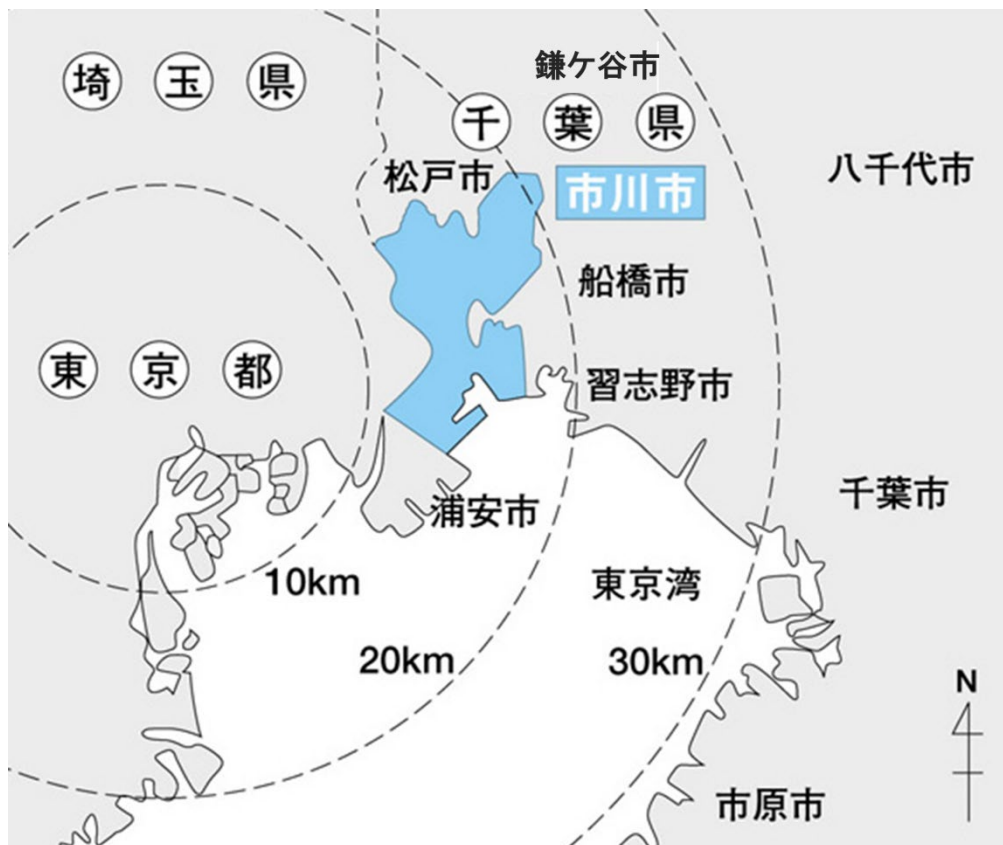 鎌ケ谷市
埼玉県
千葉県
松戸市
市川市
八千代市
船橋市
東京都
習志野市
千葉市
浦安市
10km
東京湾
20km
30km
N
市原市